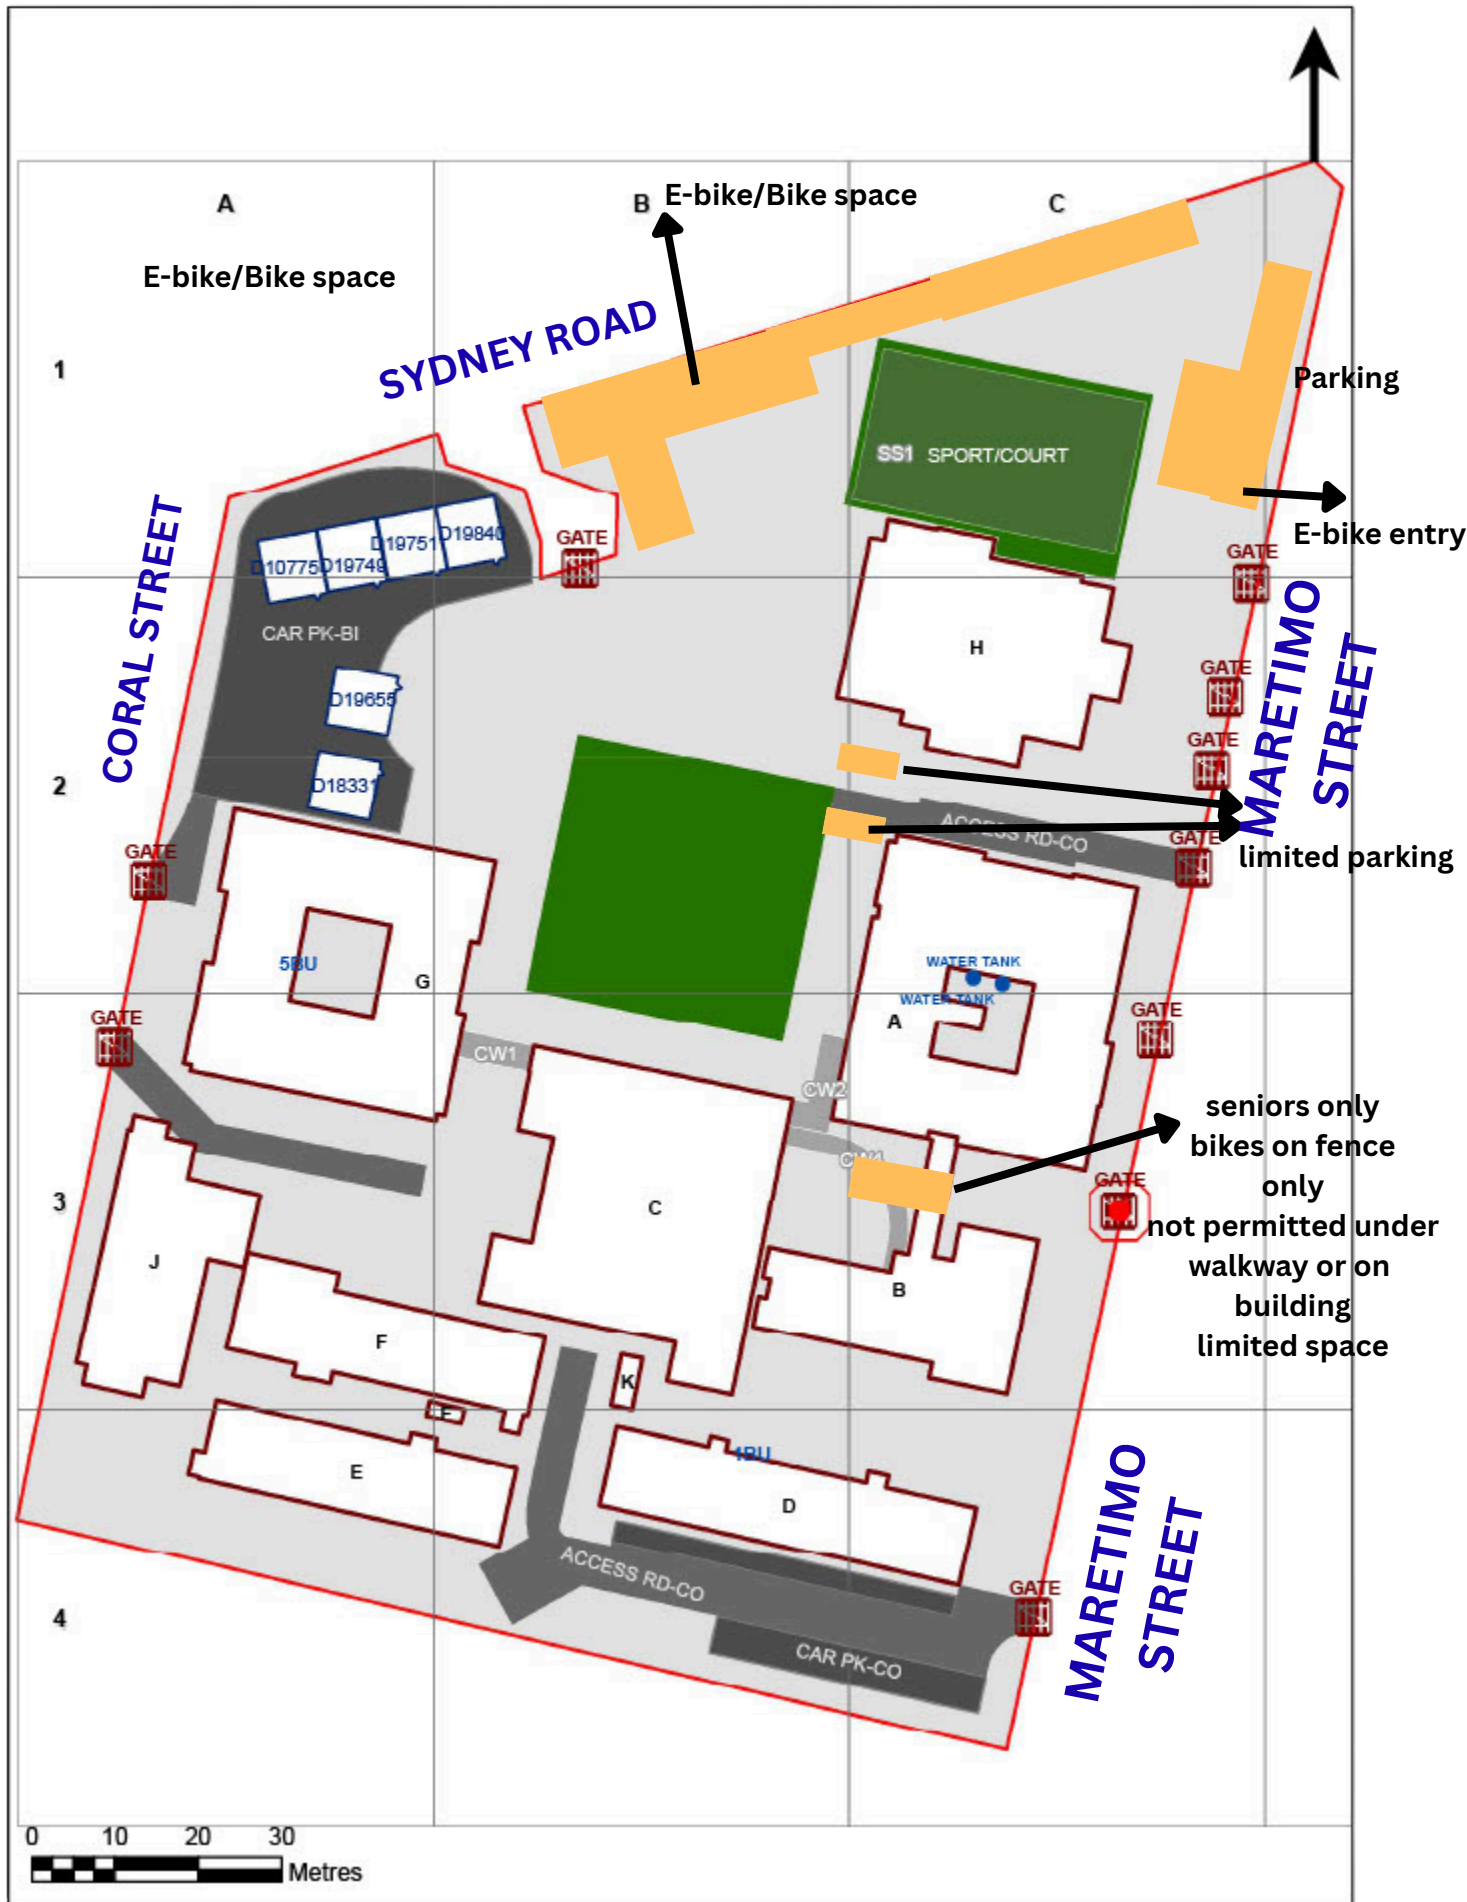 A
B
C
E-bike/Bike space
E-bike/Bike space
SYDNEY ROAD
1
Parking
SS1 SPORT/COURT
E-bike entry
CORAL STREET
D10775
D19749
D19751
D19840
GATE
GATE
CAR PK-BI
H
MARETIMO
STREET
GATE
D19655
GATE
2
D18331
ACCESS RD-CO
GATE
limited parking
GATE
5BU
G
WATER TANK
WATER TANK
A
GATE
GATE
CW1
CW2
CW4
seniors only
bikes on fence
only
not permitted under
walkway or on
building
limited space
GATE
3
C
J
B
F
K
F
E
1BU
D
MARETIMO
STREET
ACCESS RD-CO
GATE
4
CAR PK-CO
0 10 20 30
Metres